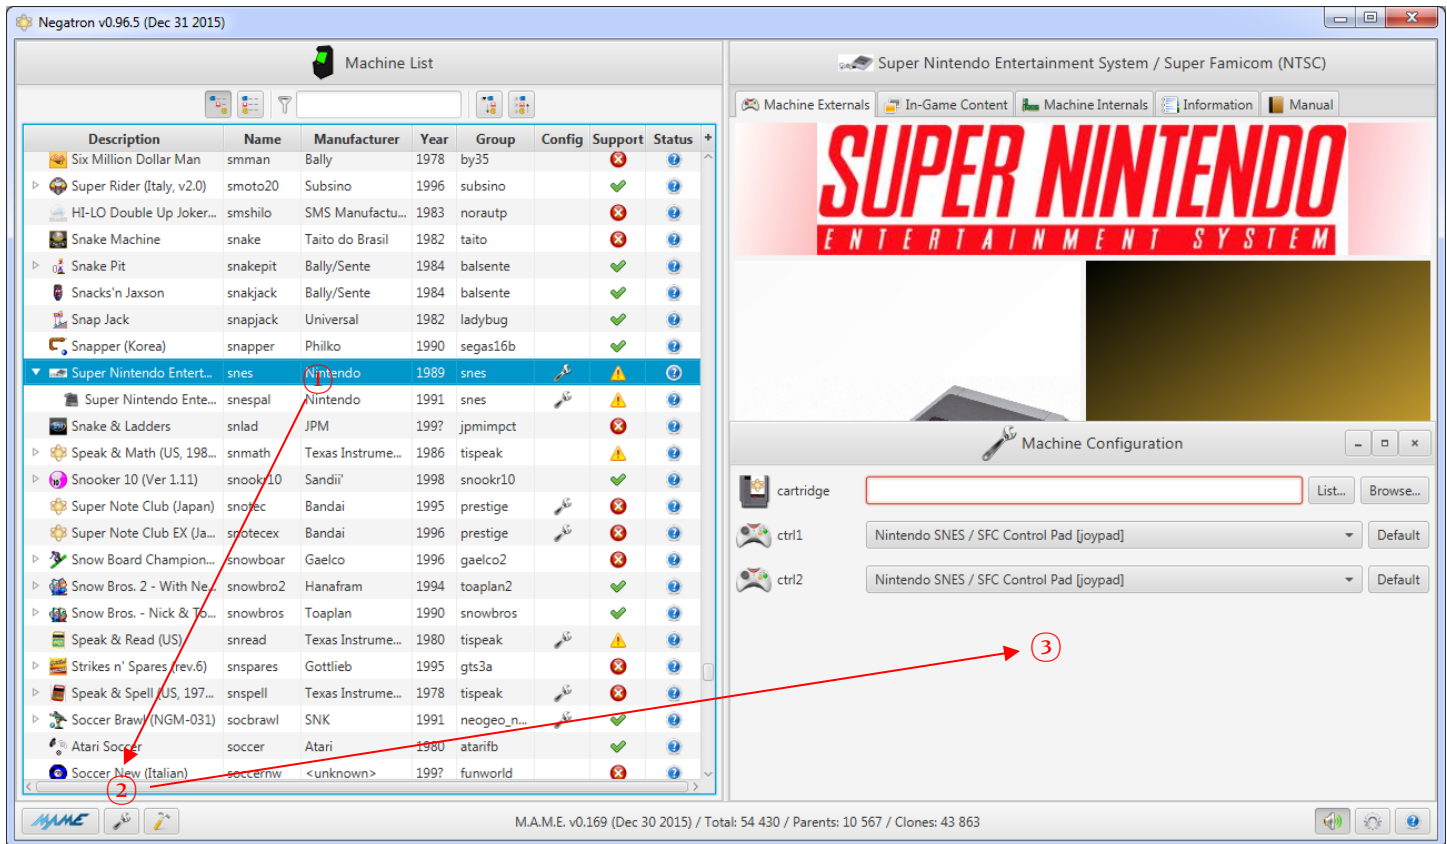 Negatron v0.96.5 (Dec 31 2015)
Machine List
Description Name Manufacturer Year Group Config Support Status +
Six Million Dollar Man smman Bally 1978 by35
Super Rider (Italy, v2.0) smoto20 Subsino 1996 subsino
HI-LO Double Up Joker... smshilo SMS Manufactu... 1983 norautp
Snake Machine snake Taito do Brasil 1982 taito
Snake Pit snakepit Bally/Sente 1984 balsente
Snacks'n Jaxson snakjack Bally/Sente 1984 balsente
Snap Jack snapjack Universal 1982 ladybug
Snapper (Korea) snapper Philko 1990 segas16b
Super Nintendo Entert... snes Nintendo 1989 snes
①
Super Nintendo Ente... snespal Nintendo 1991 snes
Snake & Ladders snlad JPM 199? jpmimpct
Speak & Math (US, 198... snmath Texas Instrume... 1986 tispeak
Snooker 10 (Ver 1.11) snookr10 Sandii' 1998 snookr10
Super Note Club (Japan) snotec Bandai 1995 prestige
Super Note Club EX (Ja... snotecex Bandai 1996 prestige
Snow Board Champion... snowboar Gaelco 1996 gaelco2
Snow Bros. 2 - With Ne... snowbro2 Hanafram 1994 toaplan2
Snow Bros. - Nick & To... snowbros Toaplan 1990 snowbros
Speak & Read (US) snread Texas Instrume... 1980 tispeak
Strikes n' Spares (rev.6) snspares Gottlieb 1995 gts3a
Speak & Spell (US, 197... snspell Texas Instrume... 1978 tispeak
Soccer Brawl (NGM-031) socbrawl SNK 1991 neogeo_n...
Atari Soccer soccer Atari 1980 atarifb
Soccer New (Italian) soccernw <unknown> 199? funworld
②
Super Nintendo Entertainment System / Super Famicom (NTSC)
Machine Externals In-Game Content Machine Internals Information Manual
SUPER NINTENDO
ENTERTAINMENT SYSTEM
Machine Configuration
cartridge List... Browse...
ctrl1 Nintendo SNES / SFC Control Pad [joypad] Default
ctrl2 Nintendo SNES / SFC Control Pad [joypad] Default
③
MAME M.A.M.E. v0.169 (Dec 30 2015) / Total: 54 430 / Parents: 10 567 / Clones: 43 863